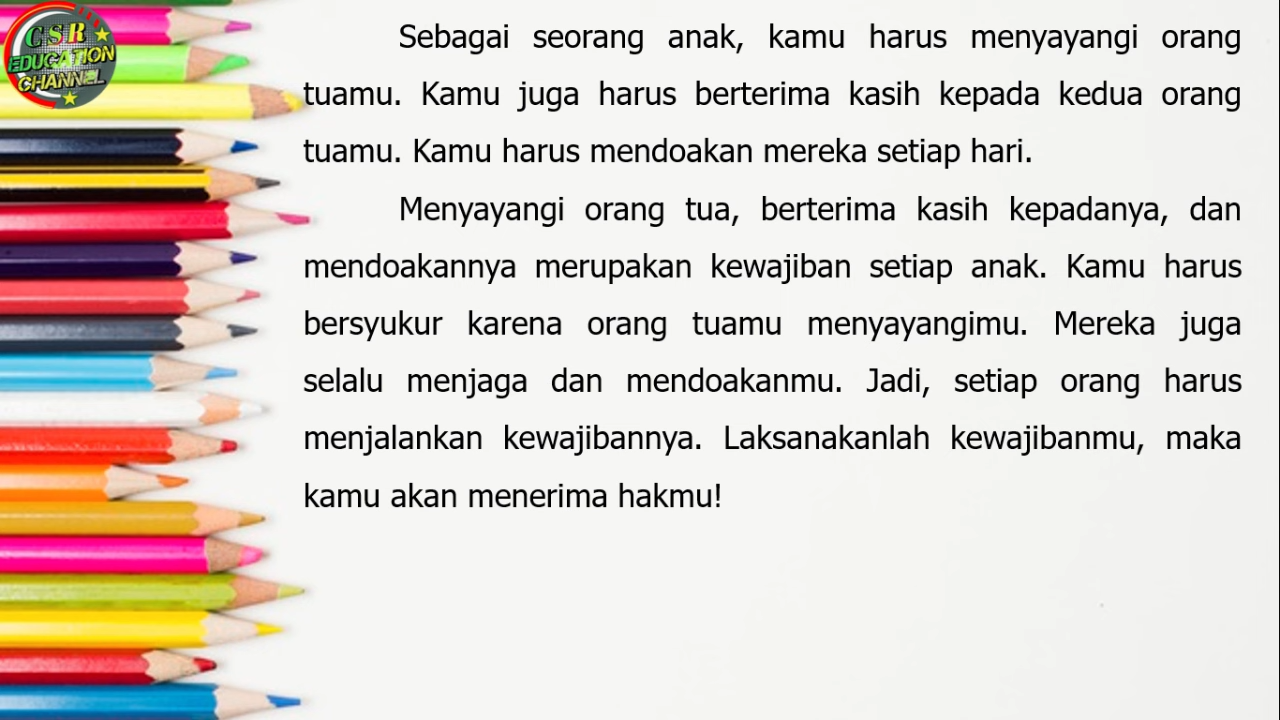 CSR
EDUCATION
CHANNEL
Sebagai seorang anak, kamu harus menyayangi orang
tuamu. Kamu juga harus berterima kasih kepada kedua orang
tuamu. Kamu harus mendoakan mereka setiap hari.
Menyayangi orang tua, berterima kasih kepadanya, dan
mendoakannya merupakan kewajiban setiap anak. Kamu harus
bersyukur karena orang tuamu menyayangimu. Mereka juga
selalu menjaga dan mendoakanmu. Jadi, setiap orang harus
menjalankan kewajibannya. Laksanakanlah kewajibanmu, maka
kamu akan menerima hakmu!